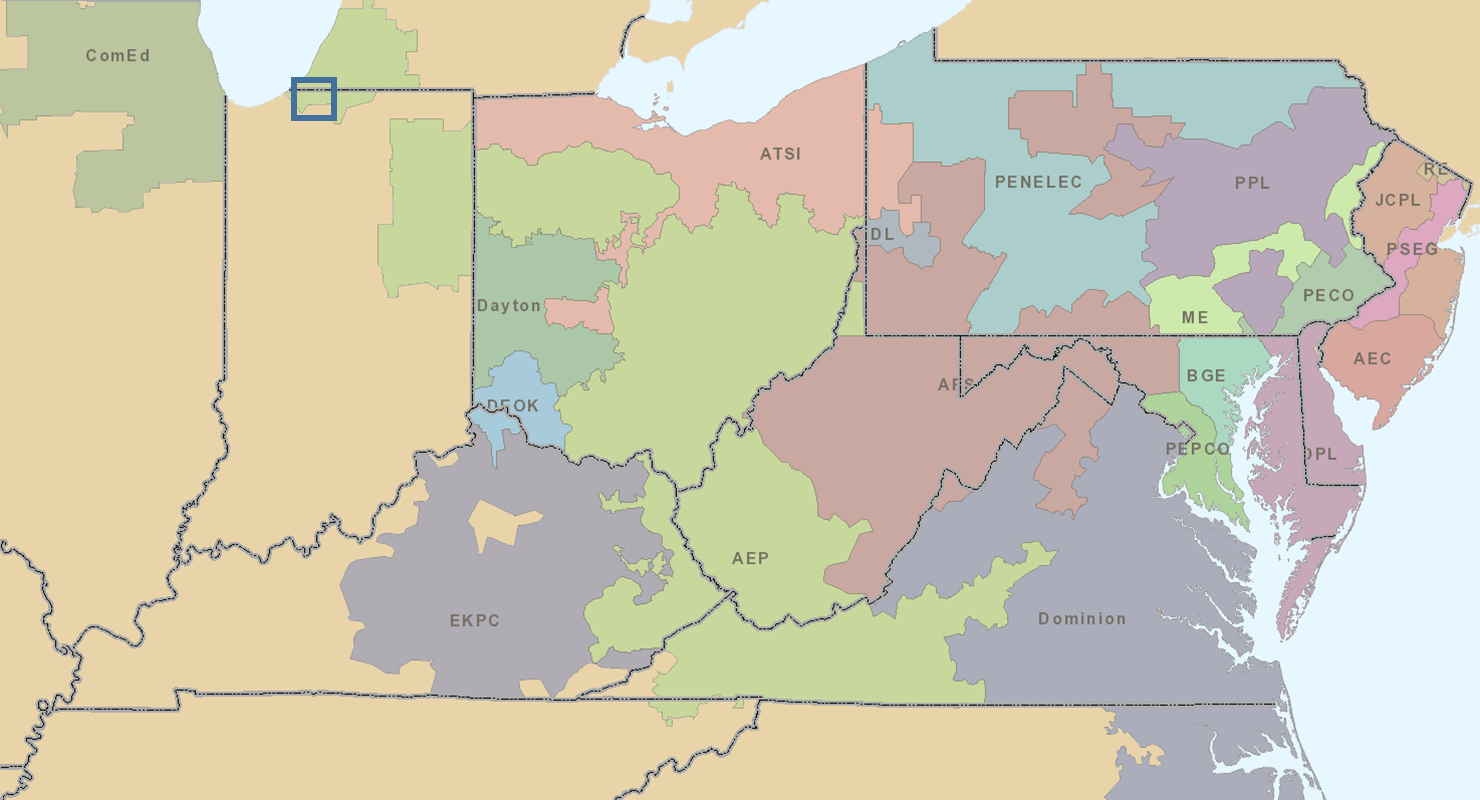 ComEd
ATSI
PENELEC
PPL
RE
JCPL
DL
PSEG
Dayton
PECO
ME
AEC
BGE
APS
DEOK
PEPCO
DPL
AEP
EKPC
Dominion